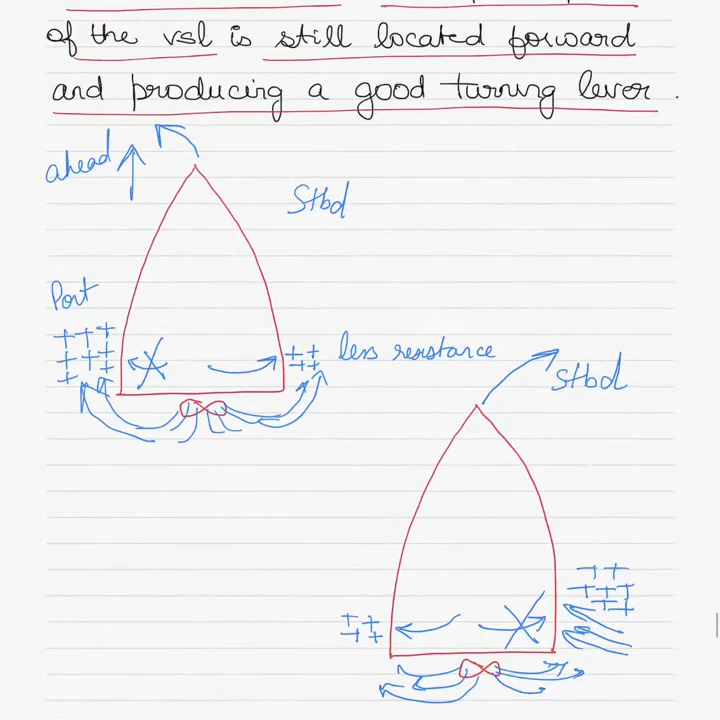 of the vsl is still located forward
and producing a good turning lever.
ahead
Stbd
Port
less resistance
Stbd